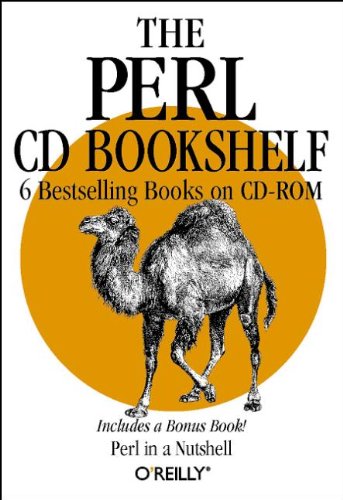 THE
PERL
CD BOOKSHELF
6 Bestselling Books on CD-ROM
Includes a Bonus Book!
Perl in a Nutshell
O'REILLY®